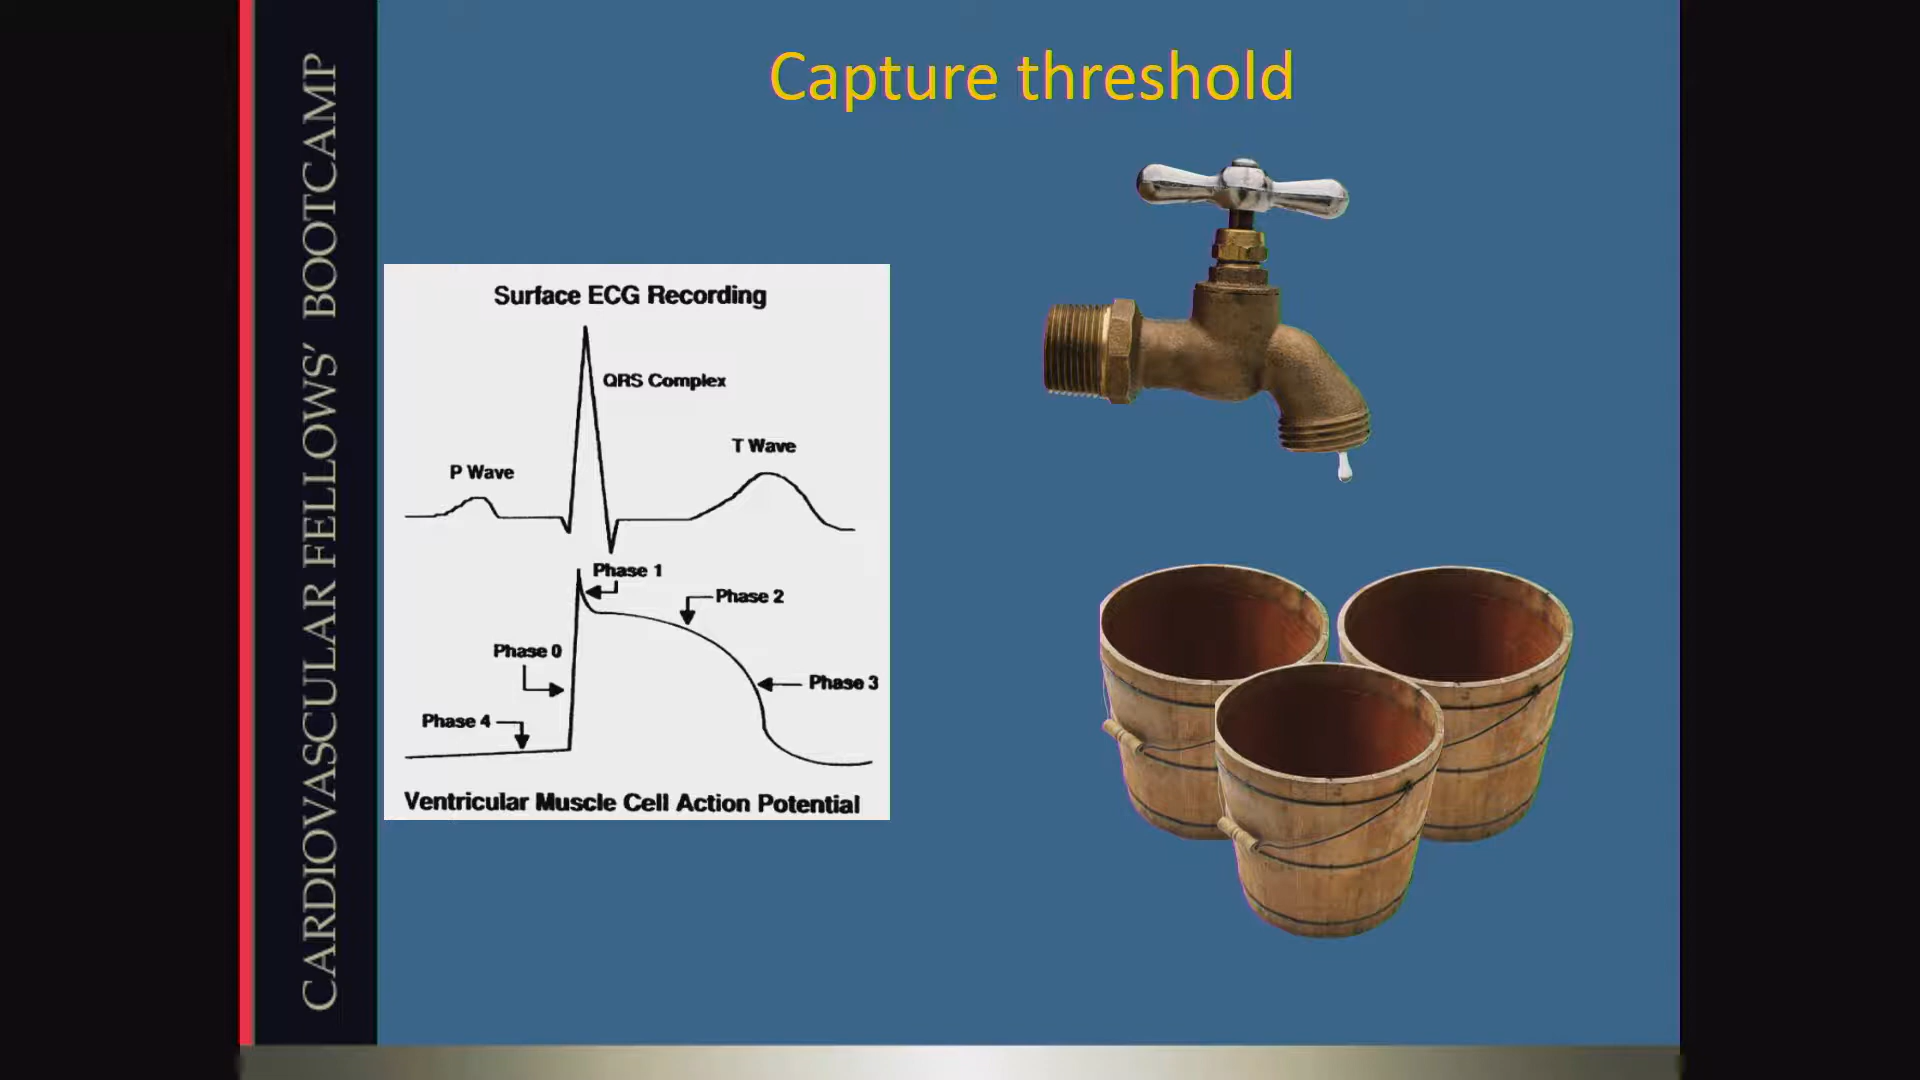 CARDIOVASCULAR FELLOWS' BOOTCAMP
Capture threshold
Surface ECG Recording
QRS Complex
T Wave
P Wave
Phase 1
Phase 2
Phase 0
Phase 3
Phase 4
Ventricular Muscle Cell Action Potential